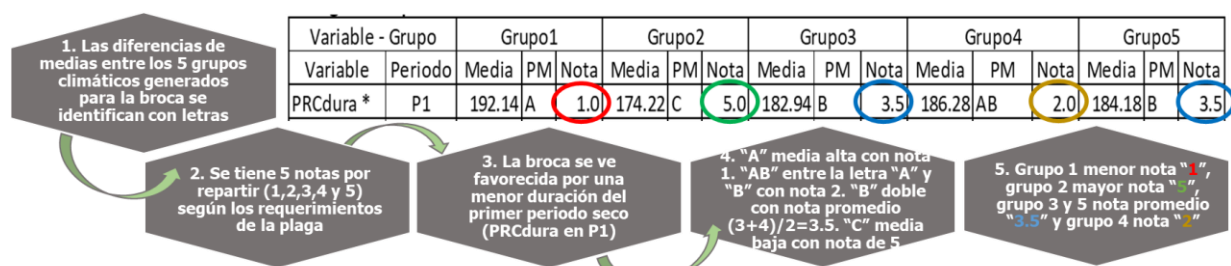 Variable - Grupo Grupo1 Grupo2 Grupo3 Grupo4 Grupo5
Variable Periodo Media PM Nota Media PM Nota Media PM Nota Media PM Nota Media PM Nota
PRCdura * P1 192.14 A 1.0 174.22 C 5.0 182.94 B 3.5 186.28 AB 2.0 184.18 B 3.5
1. Las diferencias de
medias entre los 5 grupos
climáticos generados
para la broca se
identifican con letras
2. Se tiene 5 notas por
repartir (1,2,3,4 y 5)
según los requerimientos
de la plaga
3. La broca se ve
favorecida por una
menor duración del
primer periodo seco
(PRCdura en P1)
4. “A” media alta con nota
1. “AB” entre la letra “A” y
“B” con nota 2. “B” doble
con nota promedio
(3+4)/2=3.5. “C” media
baja con nota de 5
5. Grupo 1 menor nota “1”,
grupo 2 mayor nota “5”,
grupo 3 y 5 nota promedio
“3.5” y grupo 4 nota “2”